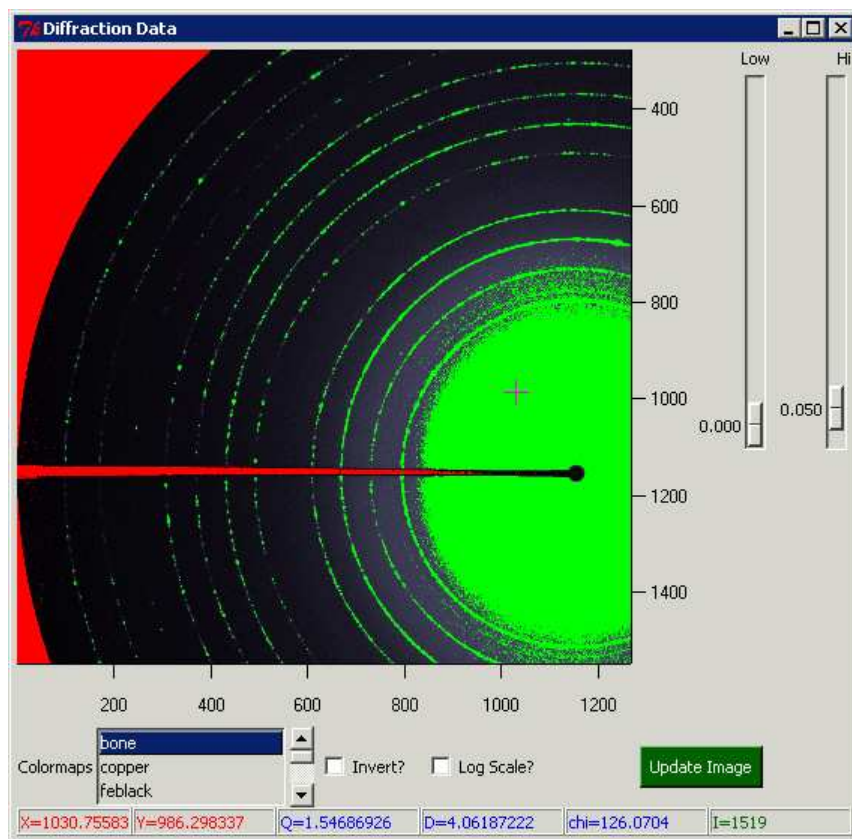 Diffraction Data
Low Hi
400
600
800
1000
1200
1400
0.000
0.050
200 400 600 800 1000 1200
Colormaps
bone
copper
feblack
Invert?
Log Scale?
Update Image
X=1030.75583 Y=986.298337 Q=1.54686926 D=4.06187222 chi=126.0704 I=1519